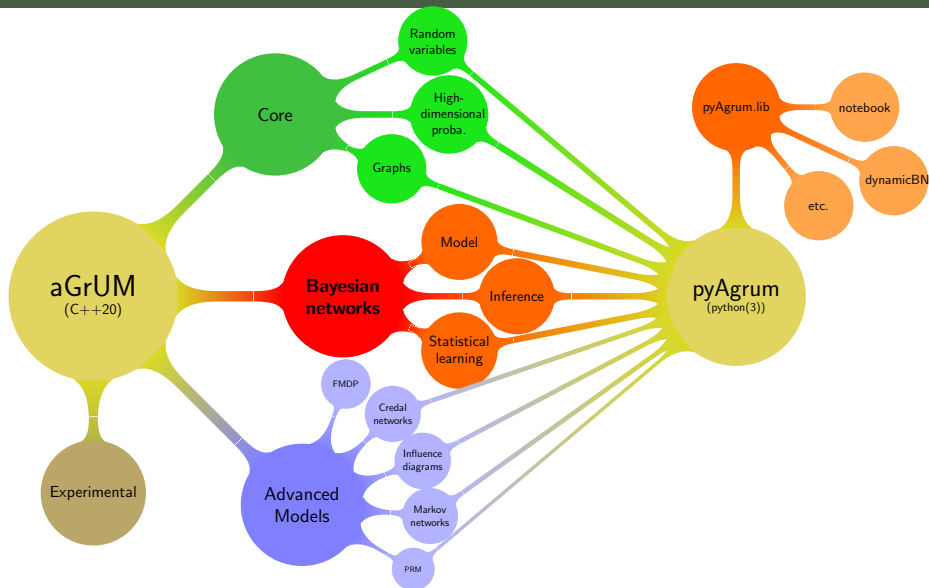 Random
variables
Core
High-
dimensional
proba.
Graphs
pyAgrum.lib
notebook
dynamicBN
etc.
aGrUM
(C++20)
Bayesian
networks
Model
Inference
Statistical
learning
pyAgrum
(python(3))
FMDP
Credal
networks
Influence
diagrams
Experimental
Advanced
Models
Markov
networks
PRM